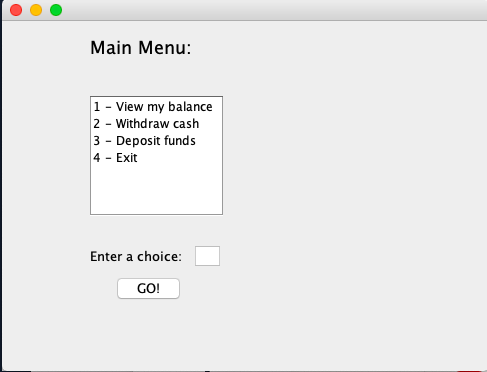 Main Menu:
1 - View my balance
2 - Withdraw cash
3 - Deposit funds
4 - Exit
Enter a choice:
GO!